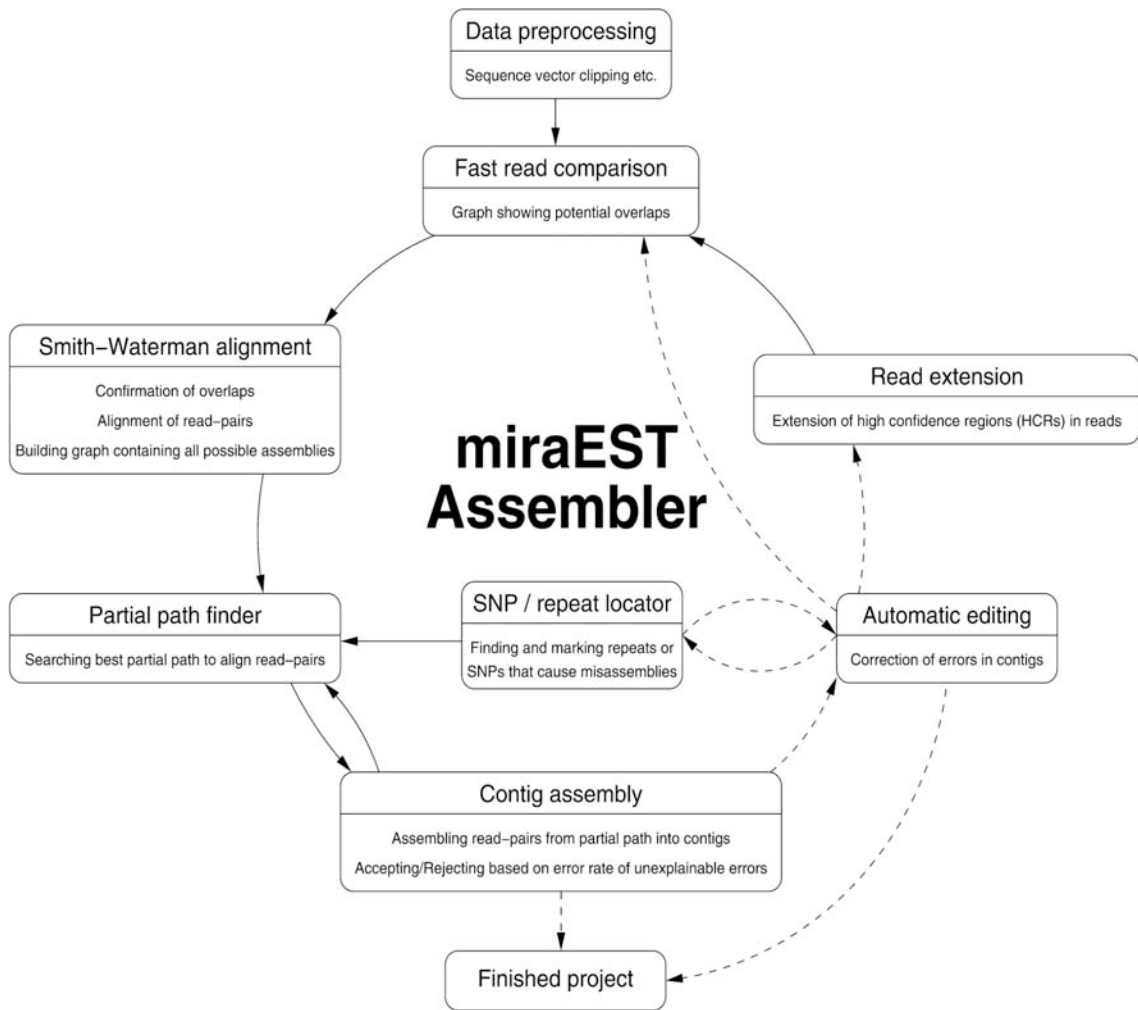 Data preprocessing
Sequence vector clipping etc.
Fast read comparison
Graph showing potential overlaps
Smith−Waterman alignment
Confirmation of overlaps
Alignment of read−pairs
Building graph containing all possible assemblies
Read extension
Extension of high confidence regions (HCRs) in reads
miraEST
Assembler
Partial path finder
Searching best partial path to align read−pairs
SNP / repeat locator
Finding and marking repeats or
SNPs that cause misassemblies
Automatic editing
Correction of errors in contigs
Contig assembly
Assembling read−pairs from partial path into contigs
Accepting/Rejecting based on error rate of unexplainable errors
Finished project